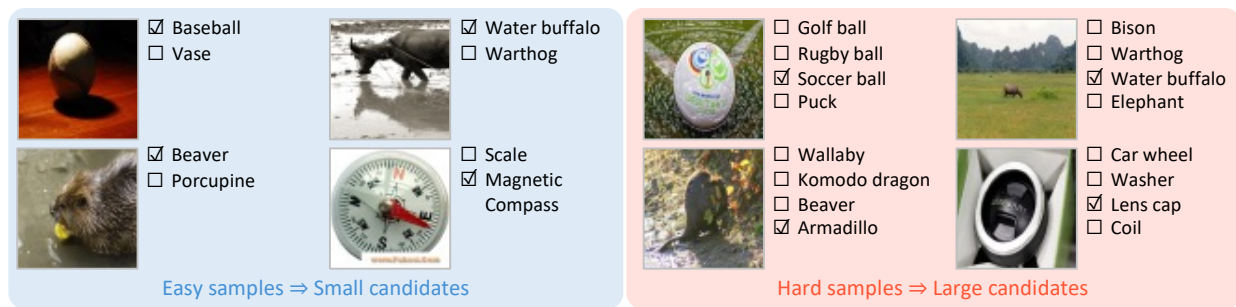 ☑ Baseball
☐ Vase
☑ Water buffalo
☐ Warthog
☑ Beaver
☐ Porcupine
☐ Scale
☑ Magnetic
Compass
N
E
S
W
Easy samples ⇒ Small candidates
☐ Golf ball
☐ Rugby ball
☑ Soccer ball
☐ Puck
☐ Bison
☐ Warthog
☑ Water buffalo
☐ Elephant
☐ Wallaby
☐ Komodo dragon
☐ Beaver
☑ Armadillo
☐ Car wheel
☐ Washer
☑ Lens cap
☐ Coil
Hard samples ⇒ Large candidates